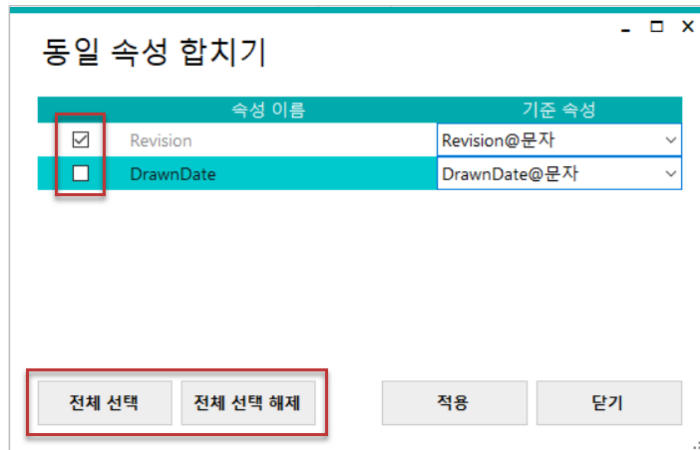 동일 속성 합치기
속성 이름 기준 속성
Revision Revision@문자
DrawnDate DrawnDate@문자
전체 선택 전체 선택 해제 적용 닫기